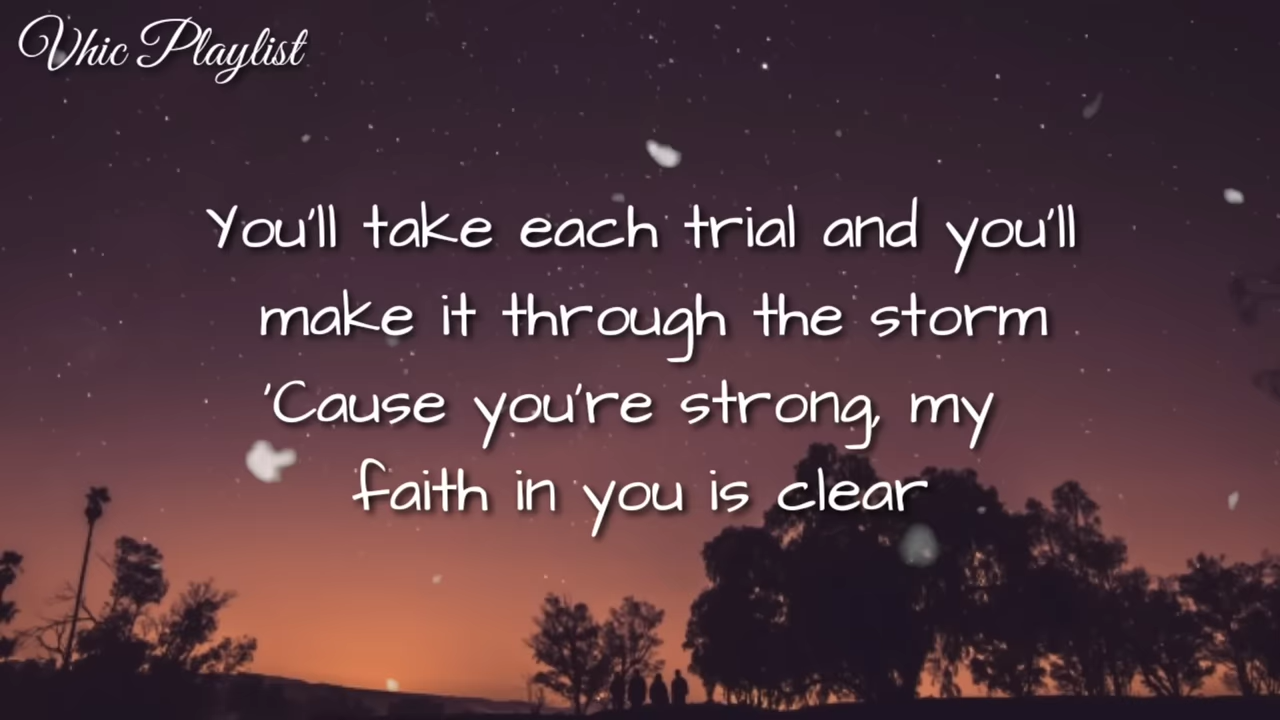 Vhic Playlist
You'll take each trial and you'll
make it through the storm
'Cause you're strong, my
faith in you is clear